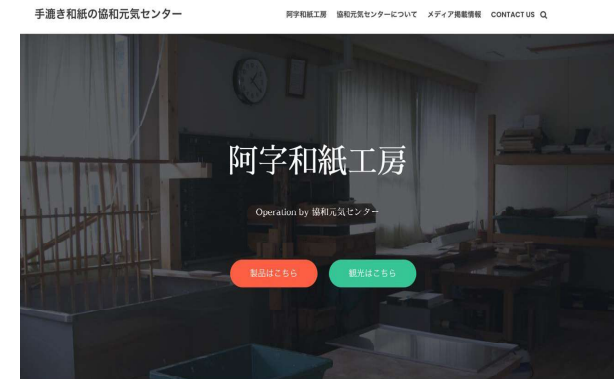 手漉き和紙の協和元気センター
阿字和紙工房 協和元気センターについて メディア掲載情報 CONTACT US
阿字和紙工房
Operation by 協和元気センター
製品はこちら 観光はこちら